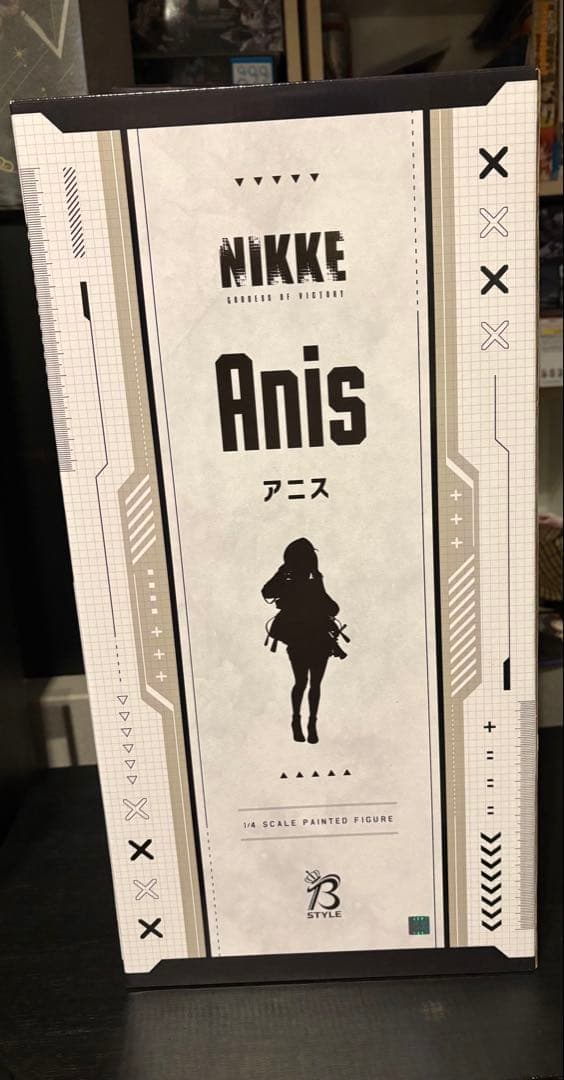 NIKKE
GODDESS OF VICTORY
Anis
アニス
1/4 SCALE PAINTED FIGURE
B
STYLE